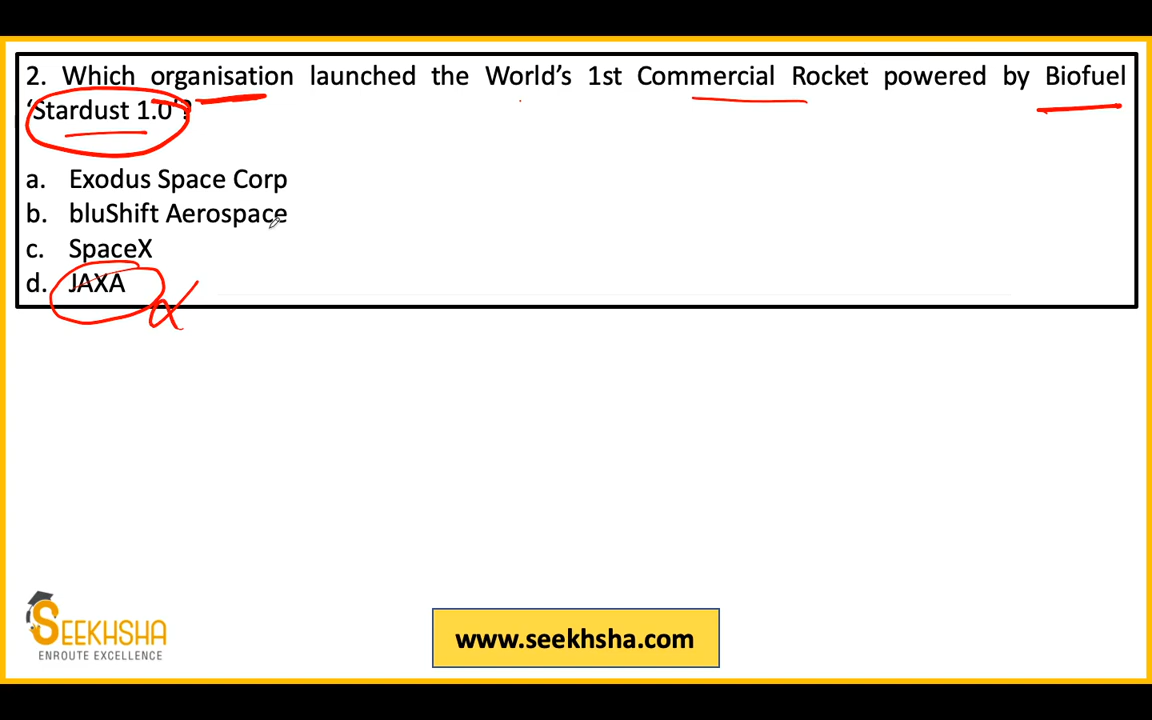 2. Which organisation launched the World's 1st Commercial Rocket powered by Biofuel
'Stardust 1.0'?
a. Exodus Space Corp
b. bluShift Aerospace
c. SpaceX
d. JAXA
SEEKHSHA
ENROUTE EXCELLENCE
www.seekhsha.com